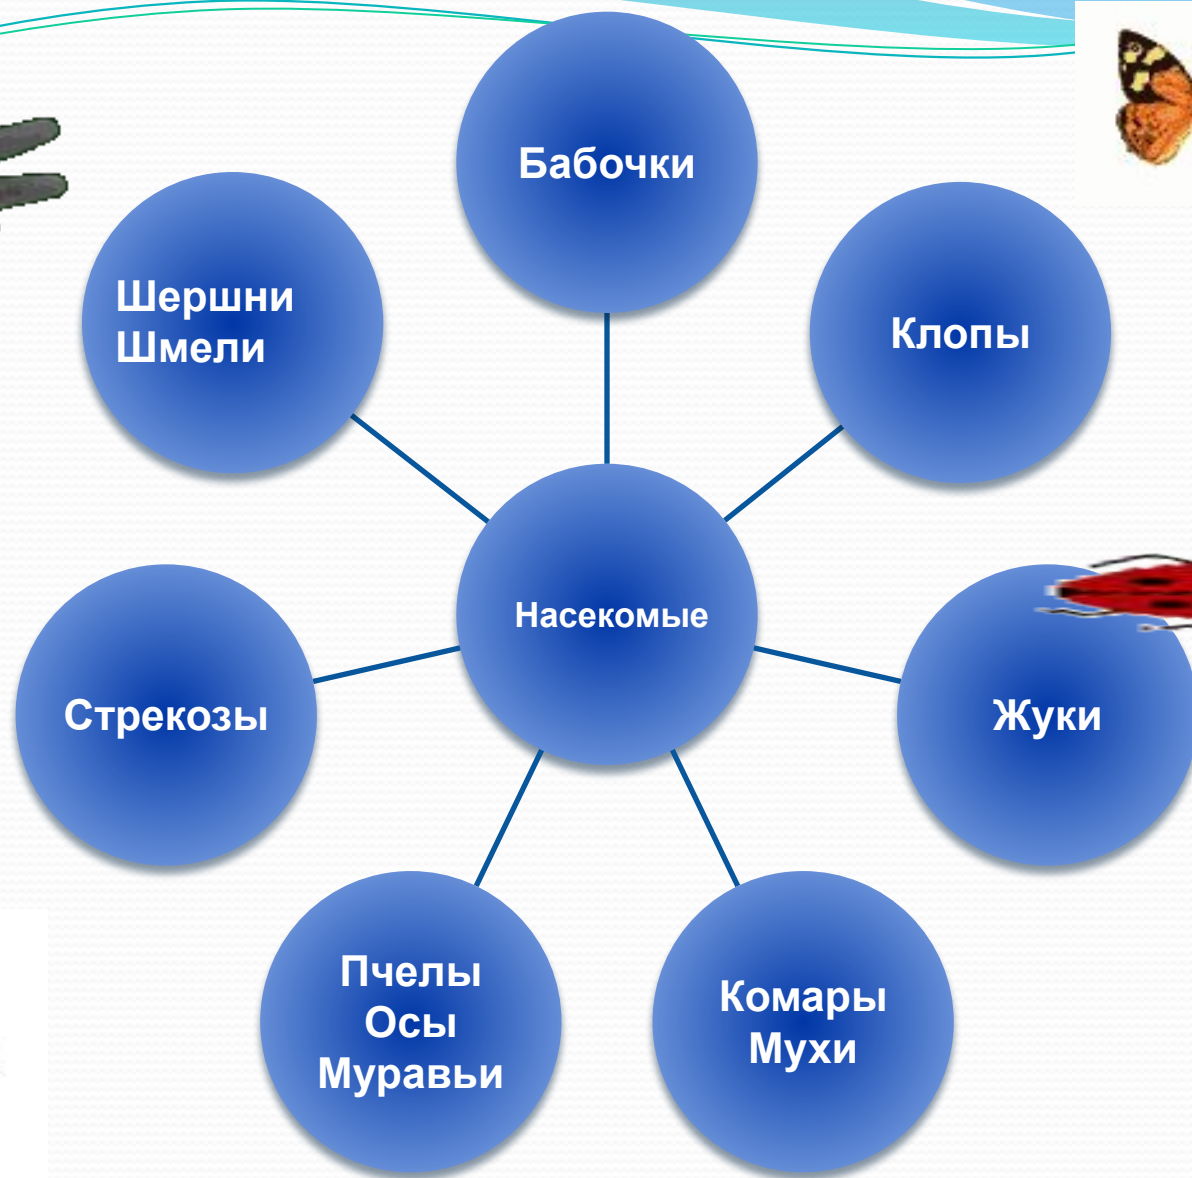 Бабочки
Шершни
Шмели
Клопы
Насекомые
Стрекозы
Жуки
Пчелы
Осы
Муравьи
Комары
Мухи